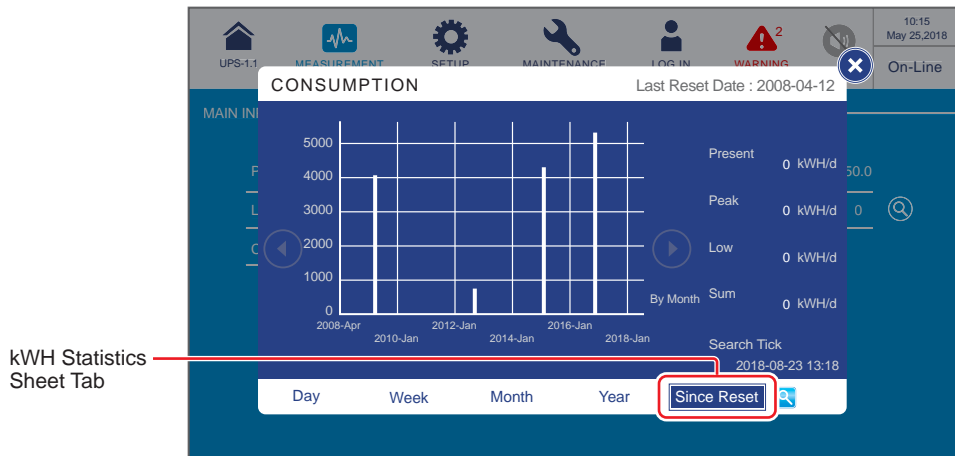 UPS-1.1
MEASUREMENT
SETUP
MAINTENANCE
LOG IN
2
WARNING
10:15
May 25,2018
On-Line
CONSUMPTION
Last Reset Date : 2008-04-12
MAIN IN
P
L
C
50.0
0
5000
4000
3000
2000
1000
0
2008-Apr
2010-Jan
2012-Jan
2014-Jan
2016-Jan
2018-Jan
By Month
Present
0 kWH/d
Peak
0 kWH/d
Low
0 kWH/d
Sum
0 kWH/d
Search Tick
2018-08-23 13:18
Day Week Month Year Since Reset
kWH Statistics
Sheet Tab